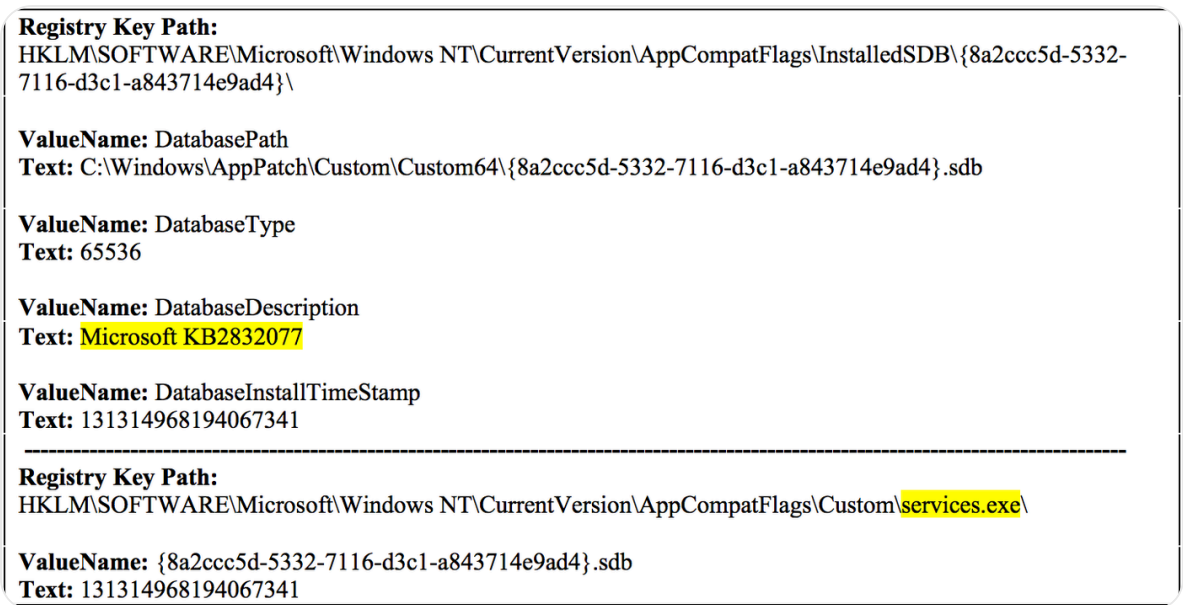 Registry Key Path:
HKLM\SOFTWARE\Microsoft\Windows NT\CurrentVersion\AppCompatFlags\InstalledSDB\{8a2ccc5d-5332-
7116-d3c1-a843714e9ad4}\
ValueName: DatabasePath
Text: C:\Windows\AppPatch\Custom\Custom64\{8a2ccc5d-5332-7116-d3c1-a843714e9ad4}.sdb
ValueName: DatabaseType
Text: 65536
ValueName: DatabaseDescription
Text: Microsoft KB2832077
ValueName: DatabaseInstallTimeStamp
Text: 131314968194067341
--------------------------------------------------------------------------------------------------------------------------------------
Registry Key Path:
HKLM\SOFTWARE\Microsoft\Windows NT\CurrentVersion\AppCompatFlags\Custom\services.exe\
ValueName: {8a2ccc5d-5332-7116-d3c1-a843714e9ad4}.sdb
Text: 131314968194067341